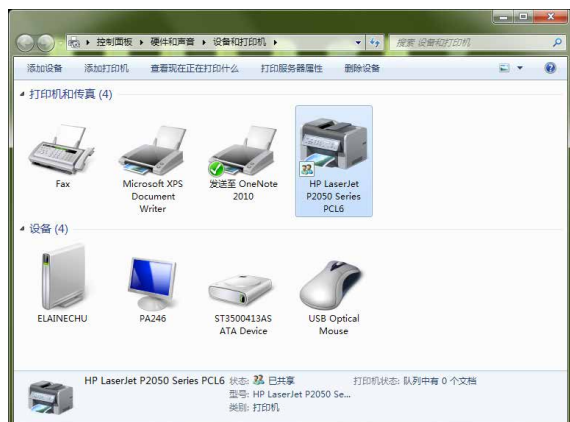 控制面板 ▸ 硬件和声音 ▸ 设备和打印机 ▸
搜索 设备和打印机
添加设备 添加打印机 查看现在正在打印什么 打印服务器属性 删除设备
打印机和传真 (4)
Fax
Microsoft XPS
Document
Writer
发送至 OneNote
2010
HP LaserJet
P2050 Series
PCL6
设备 (4)
ELAINECHU
PA246
ST3500413AS
ATA Device
USB Optical
Mouse
HP LaserJet P2050 Series PCL6 状态: 已共享 打印机状态: 队列中有 0 个文档
型号: HP LaserJet P2050 Se...
类别: 打印机